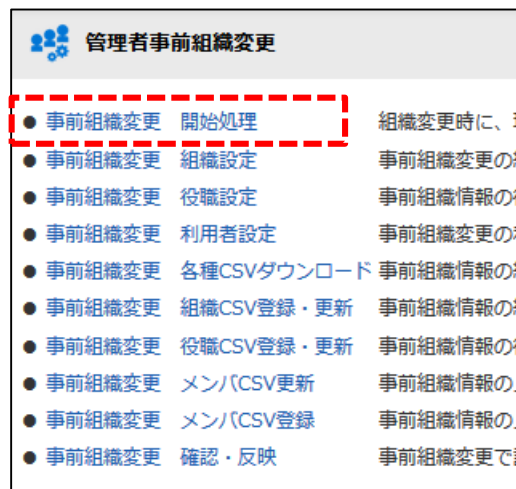 管理者事前組織変更
● 事前組織変更　開始処理　組織変更時に、
● 事前組織変更　組織設定　事前組織変更の
● 事前組織変更　役職設定　事前組織情報の
● 事前組織変更　利用者設定　事前組織変更の
● 事前組織変更　各種CSVダウンロード　事前組織情報の
● 事前組織変更　組織CSV登録・更新　事前組織情報の
● 事前組織変更　役職CSV登録・更新　事前組織情報の
● 事前組織変更　メンバCSV更新　事前組織情報の
● 事前組織変更　メンバCSV登録　事前組織情報の
● 事前組織変更　確認・反映　事前組織変更で